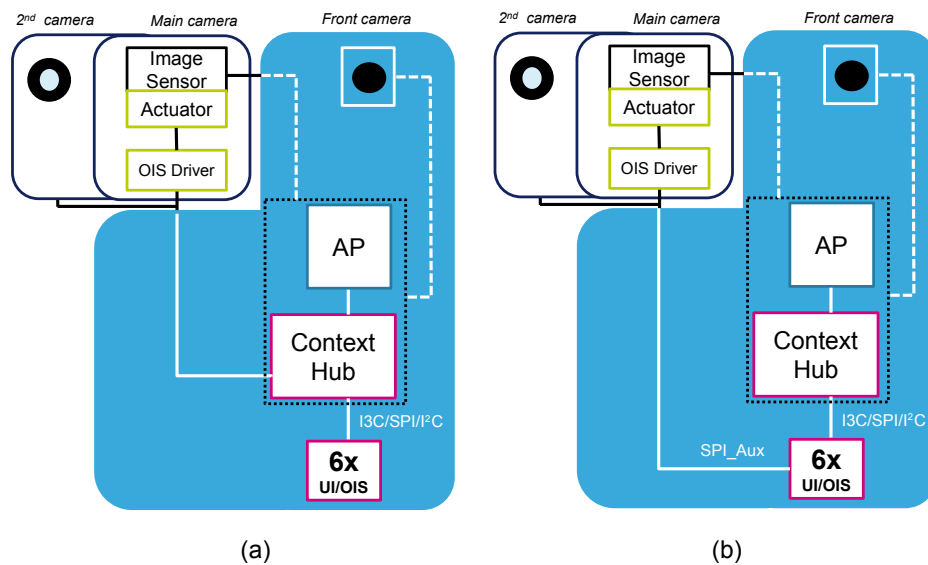 2nd camera
Main camera
Front camera
Image
Sensor
Actuator
OIS Driver
AP
Context
Hub
I3C/SPI/I²C
6x
UI/OIS
(a)
2nd camera
Main camera
Front camera
Image
Sensor
Actuator
OIS Driver
AP
Context
Hub
I3C/SPI/I²C
SPI_Aux
6x
UI/OIS
(b)